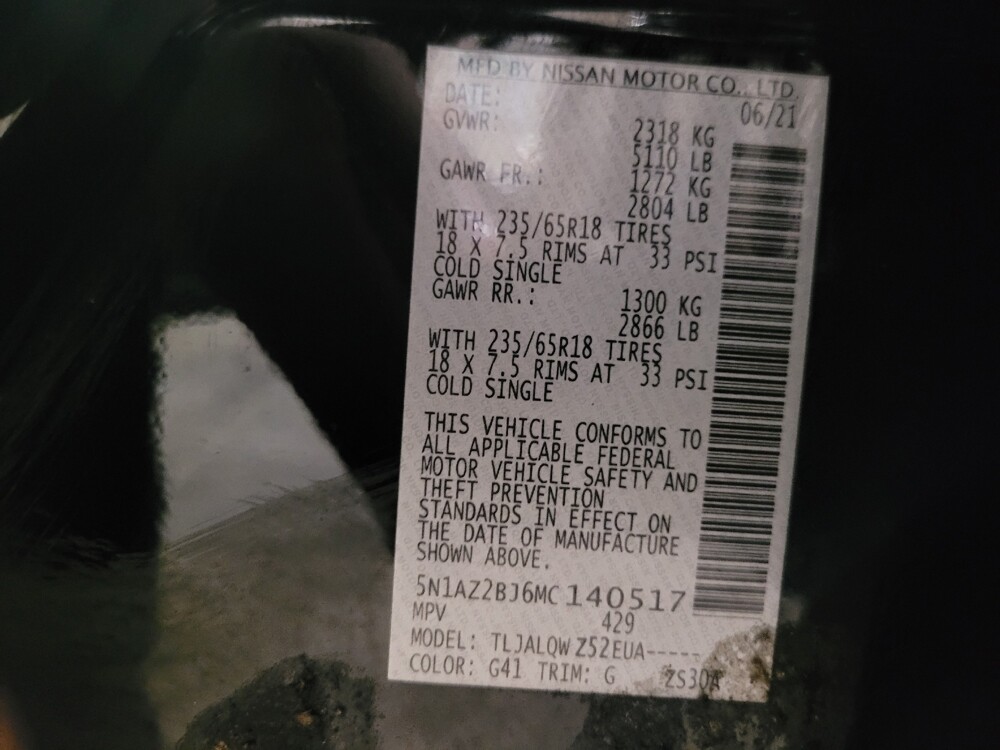 MFD BY NISSAN MOTOR CO., LTD.
DATE: 06/21
GVWR: 2318 KG
5110 LB
GAWR FR.: 1272 KG
2804 LB
WITH 235/65R18 TIRES
18 X 7.5 RIMS AT 33 PSI
COLD SINGLE
GAWR RR.: 1300 KG
2866 LB
WITH 235/65R18 TIRES
18 X 7.5 RIMS AT 33 PSI
COLD SINGLE
THIS VEHICLE CONFORMS TO
ALL APPLICABLE FEDERAL
MOTOR VEHICLE SAFETY AND
THEFT PREVENTION
STANDARDS IN EFFECT ON
THE DATE OF MANUFACTURE
SHOWN ABOVE.
5N1AZ2BJ6MC140517
MPV 429
MODEL: TLJALQWZ52EUA-----
COLOR: G41 TRIM: G ZS30A